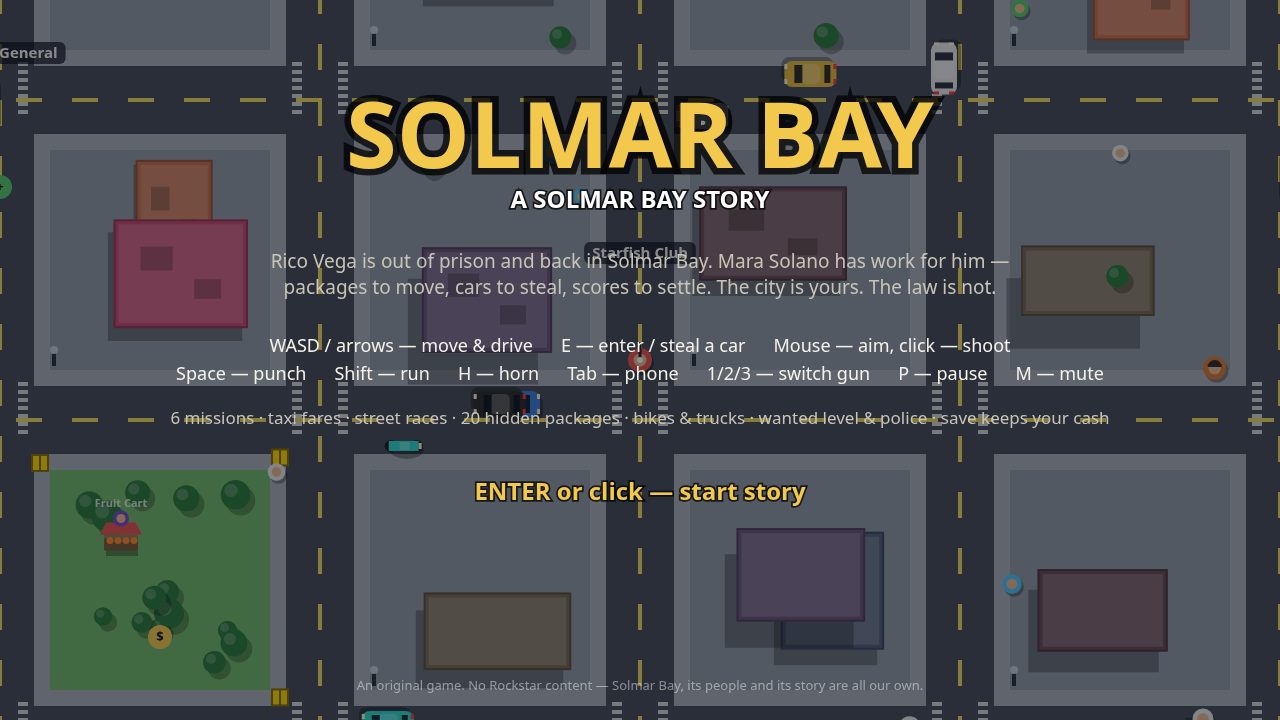 General
SOLMAR BAY
A SOLMAR BAY STORY
Starfish Club
Rico Vega is out of prison and back in Solmar Bay. Mara Solano has work for him —
packages to move, cars to steal, scores to settle. The city is yours. The law is not.
WASD / arrows — move & drive E — enter / steal a car Mouse — aim, click — shoot
Space — punch Shift — run H — horn Tab — phone 1/2/3 — switch gun P — pause M — mute
6 missions · taxi fares · street races · 20 hidden packages · bikes & trucks · wanted level & police · save keeps your cash
ENTER or click — start story
Fruit Cart
$
An original game. No Rockstar content — Solmar Bay, its people and its story are all our own.